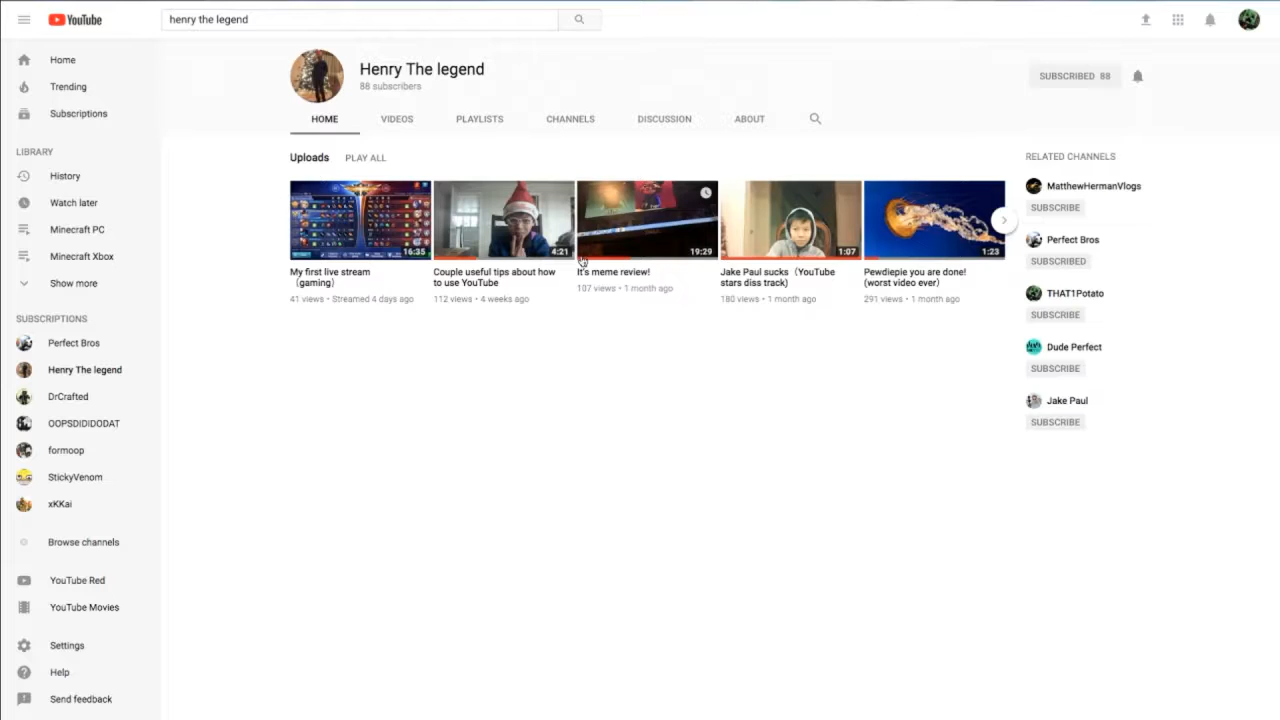 YouTube
henry the legend
Home
Trending
Subscriptions
LIBRARY
History
Watch later
Minecraft PC
Minecraft Xbox
Show more
SUBSCRIPTIONS
Perfect Bros
Henry The legend
DrCrafted
OOPSDIDIDODAT
formoop
StickyVenom
xKKai
Browse channels
YouTube Red
YouTube Movies
Settings
Help
Send feedback
Henry The legend
88 subscribers
SUBSCRIBED 88
HOME
VIDEOS
PLAYLISTS
CHANNELS
DISCUSSION
ABOUT
Uploads
PLAY ALL
16:35
My first live stream
（gaming）
41 views • Streamed 4 days ago
4:21
Couple useful tips about how
to use YouTube
112 views • 4 weeks ago
19:29
It's meme review!
107 views • 1 month ago
1:07
Jake Paul sucks（YouTube
stars diss track)
180 views • 1 month ago
1:23
Pewdiepie you are done!
(worst video ever）
291 views • 1 month ago
RELATED CHANNELS
MatthewHermanVlogs
SUBSCRIBE
Perfect Bros
SUBSCRIBED
THAT1Potato
SUBSCRIBE
Dude Perfect
SUBSCRIBE
Jake Paul
SUBSCRIBE